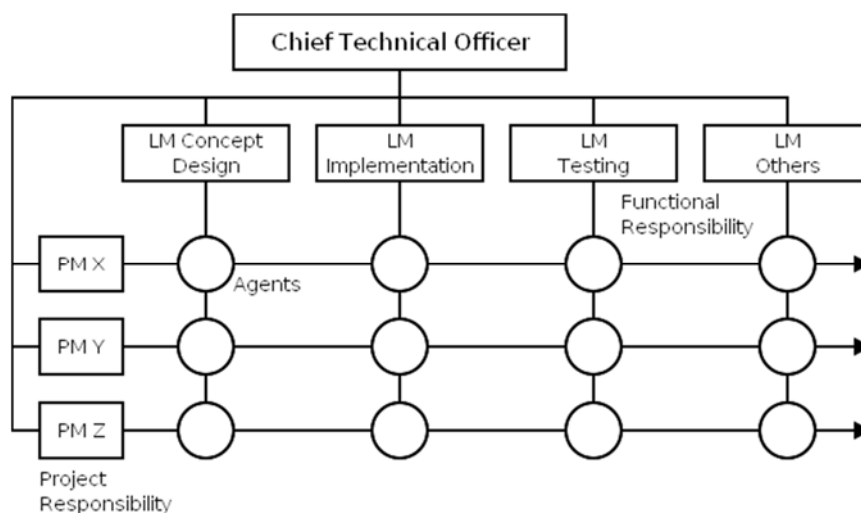 Chief Technical Officer
LM Concept
Design
LM
Implementation
LM
Testing
LM
Others
Functional
Responsibility
PM X
Agents
PM Y
PM Z
Project
Responsibility